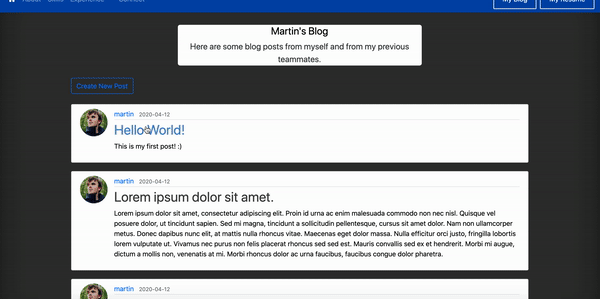 About Skills Experience Connect My Blog My Resume
Martin's Blog
Here are some blog posts from myself and from my previous
teammates.
Create New Post
martin 2020-04-12
Hello World!
This is my first post! :)
martin 2020-04-12
Lorem ipsum dolor sit amet.
Lorem ipsum dolor sit amet, consectetur adipiscing elit. Proin id urna ac enim malesuada commodo non nec nisl. Quisque vel
posuere dolor, ut tincidunt sapien. Sed mi magna, tincidunt a sollicitudin pellentesque, cursus sit amet dolor. Nam non ullamcorper
metus. Donec dapibus nunc elit, at mattis nulla rhoncus vitae. Maecenas eget dolor massa. Nulla efficitur orci justo, fringilla lobortis
lorem vulputate ut. Vivamus nec purus non felis placerat rhoncus sed sed est. Mauris convallis sed ex et hendrerit. Morbi mi augue,
dictum a mollis non, venenatis at mi. Morbi rhoncus dolor ac urna faucibus, faucibus congue dolor pharetra.
martin 2020-04-12